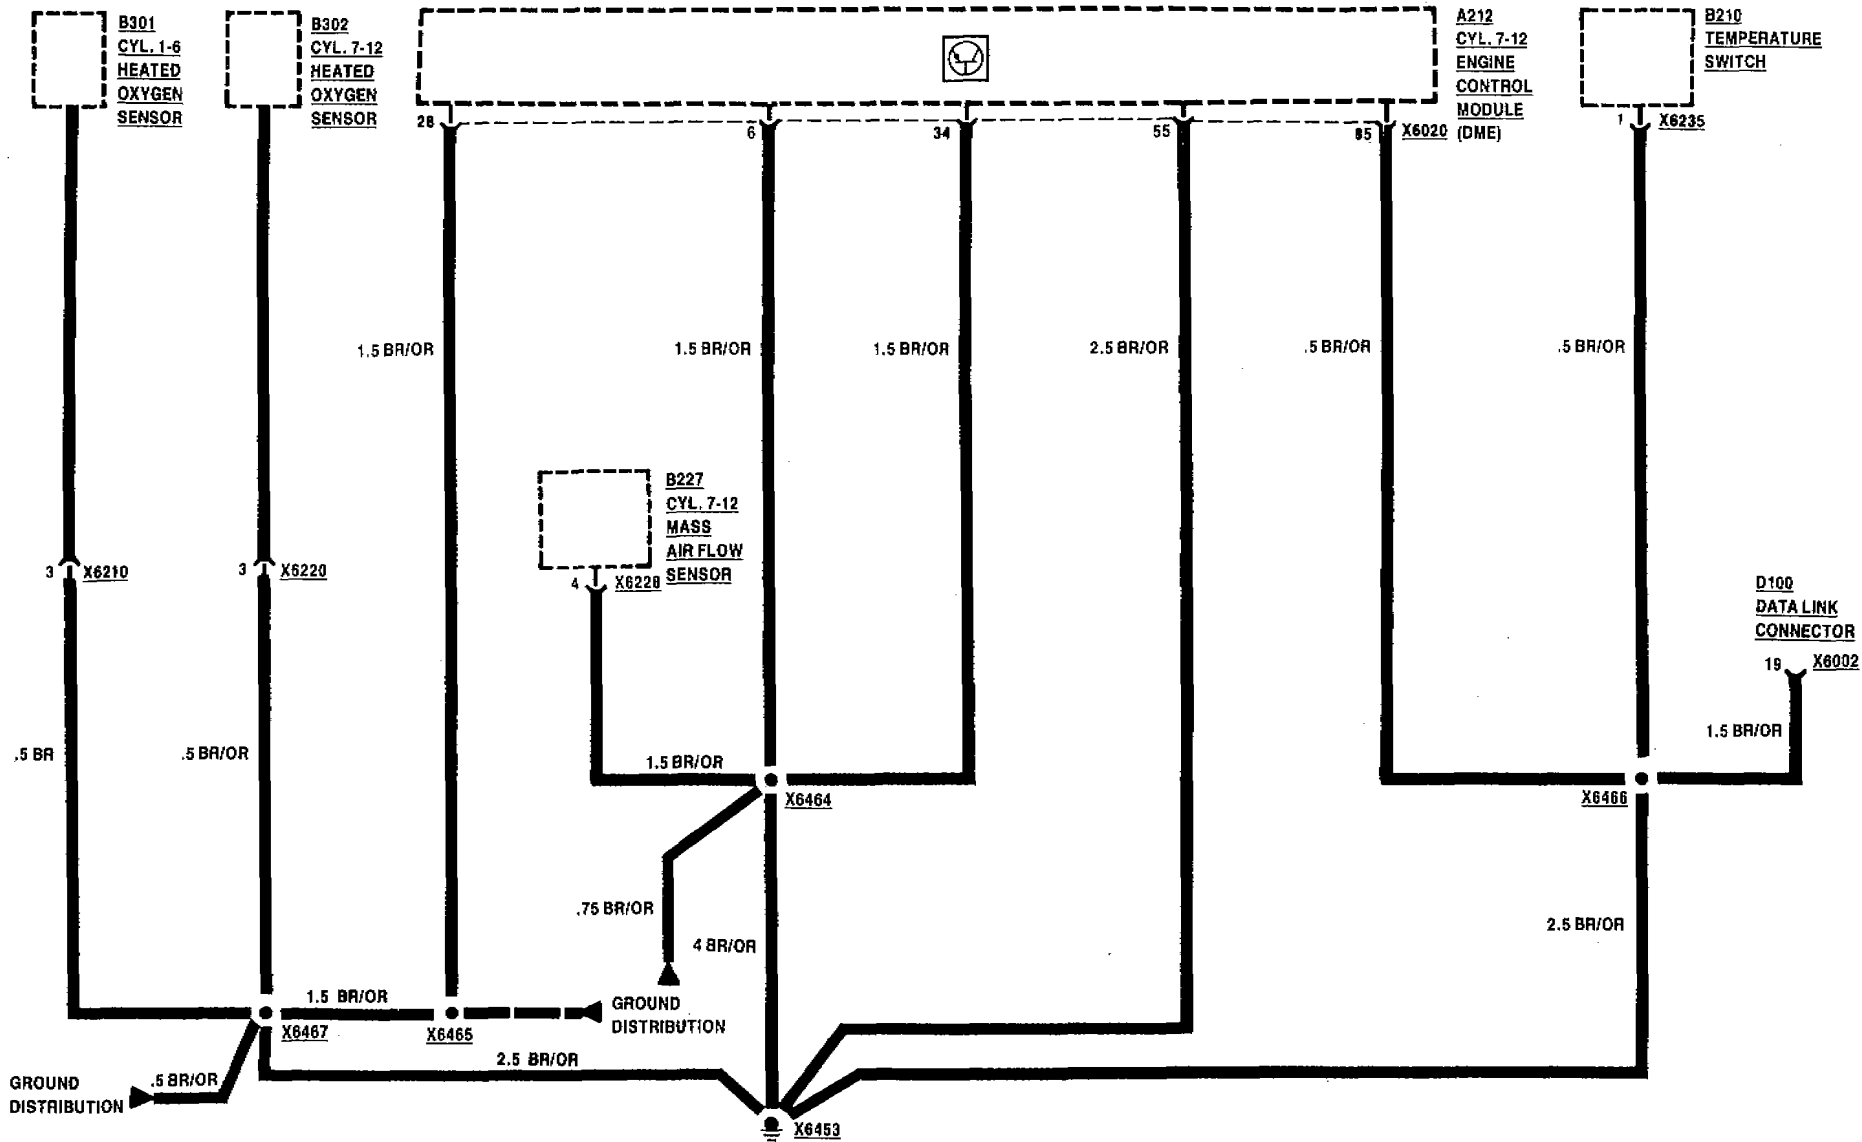 B301
CYL. 1-6
HEATED
OXYGEN
SENSOR
B302
CYL. 7-12
HEATED
OXYGEN
SENSOR
A212
CYL. 7-12
ENGINE
CONTROL
MODULE
(DME)
B210
TEMPERATURE
SWITCH
28
6
34
55
85
X6020
1
X6235
1.5 BR/OR
1.5 BR/OR
1.5 BR/OR
2.5 BR/OR
.5 BR/OR
.5 BR/OR
B227
CYL. 7-12
MASS
AIR FLOW
SENSOR
3
X6210
3
X6220
4
X6228
D100
DATA LINK
CONNECTOR
19
X6002
.5 BR
.5 BR/OR
1.5 BR/OR
1.5 BR/OR
X6464
X6466
.75 BR/OR
4 BR/OR
2.5 BR/OR
1.5 BR/OR
GROUND
DISTRIBUTION
X6467
X6465
2.5 BR/OR
GROUND
DISTRIBUTION
.5 BR/OR
X6453